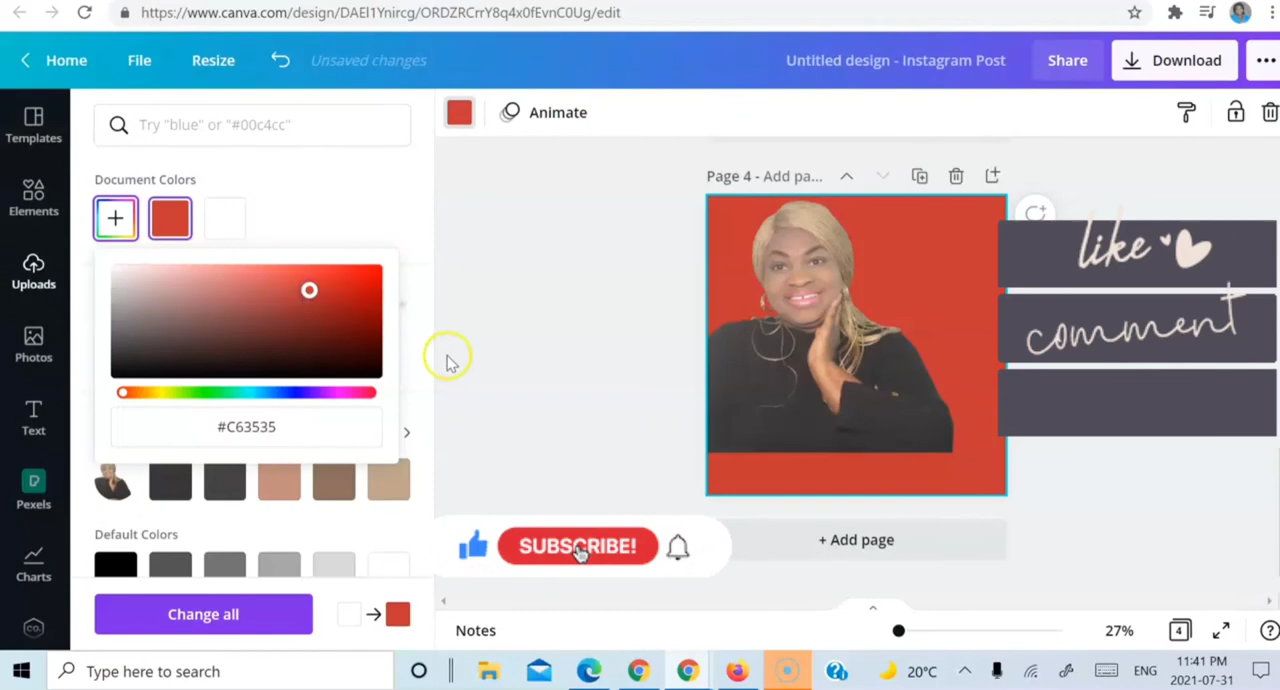 https://www.canva.com/design/DAEl1Ynircg/ORDZRCrrY8q4x0fEvnC0Ug/edit
Home File Resize Unsaved changes Untitled design - Instagram Post Share Download
Templates
Elements
Uploads
Photos
Text
Pexels
Charts
co.
Try "blue" or "#00c4cc"
Document Colors
#C63535
Default Colors
Change all
Animate
Page 4 - Add pa...
like
comment
SUBSCRIBE!
+ Add page
Notes
27%
4
Type here to search
20°C
ENG
11:41 PM
2021-07-31